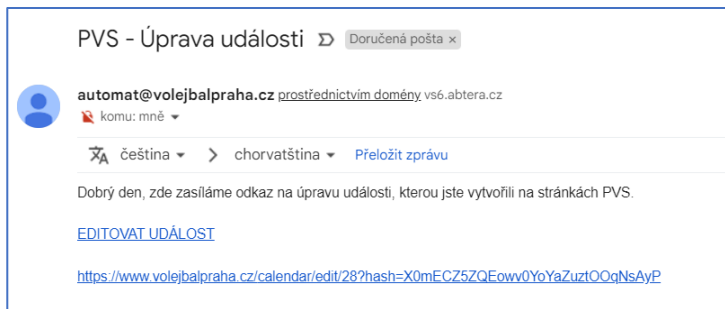 PVS - Úprava události Doručená pošta ×
automat@volejbalpraha.cz prostřednictvím domény vs6.abtera.cz
komu: mně
čeština > chorvatština Přeložit zprávu
Dobrý den, zde zasíláme odkaz na úpravu události, kterou jste vytvořili na stránkách PVS.
EDITOVAT UDÁLOST
https://www.volejbalpraha.cz/calendar/edit/28?hash=X0mECZ5ZQEowv0YoYaZuztOOqNsAyP